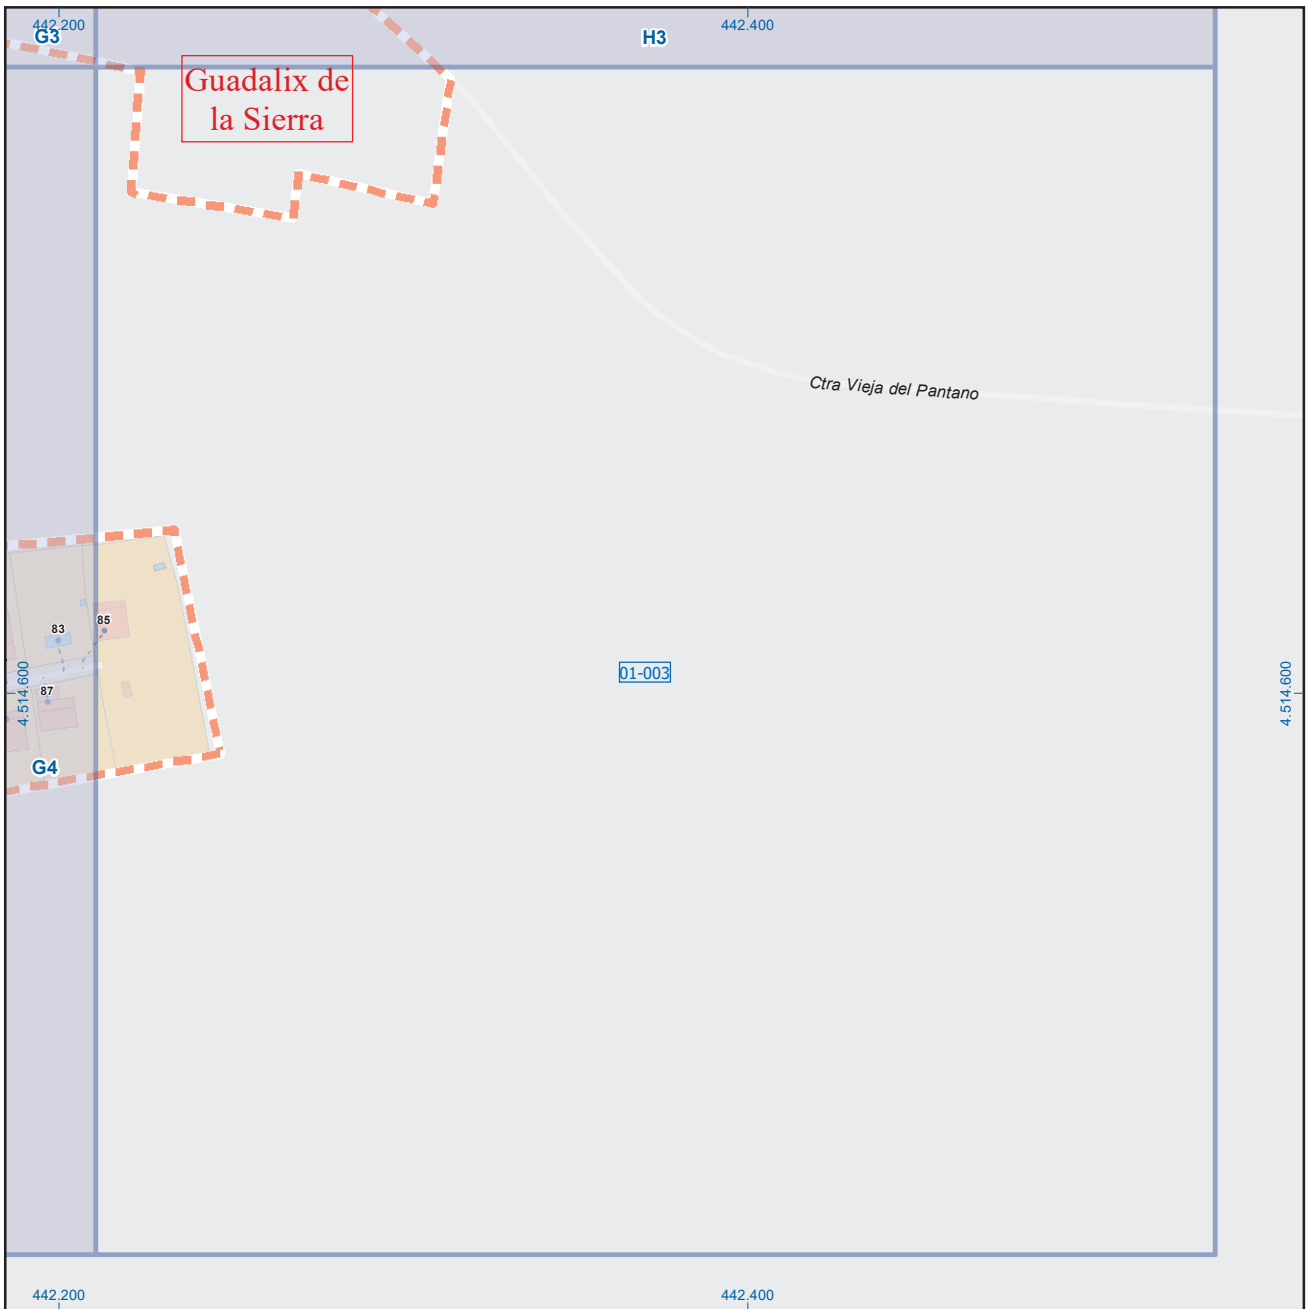 442.200
442.400
G3
H3
Guadalix de
la Sierra
Ctra Vieja del Pantano
83
85
01-003
4.514.600
4.514.600
87
G4
442.200
442.400